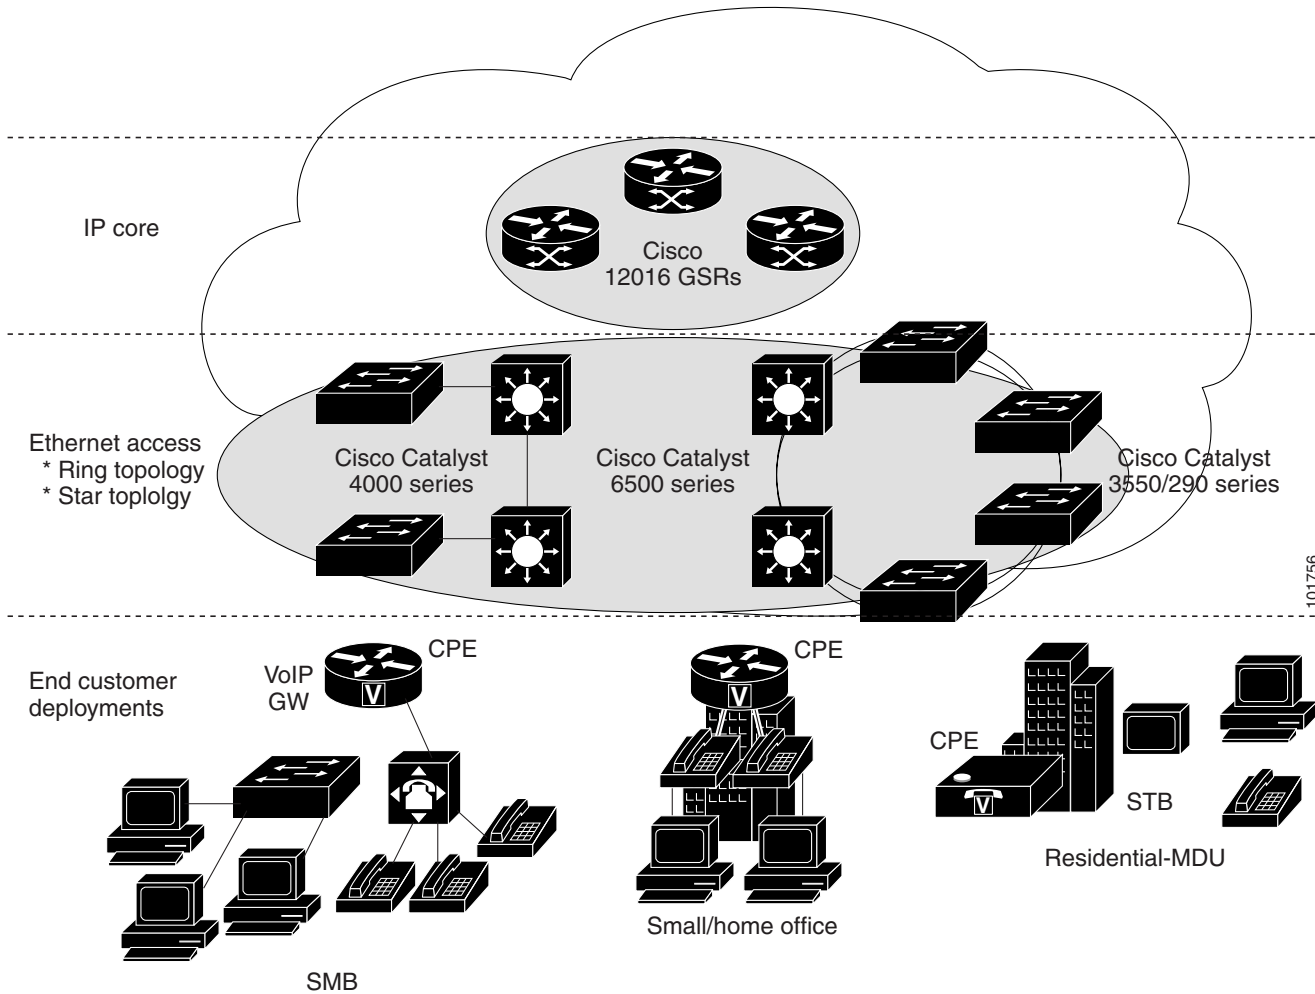 IP core
Cisco
12016 GSRs
Ethernet access
* Ring topology
* Star toplolgy
Cisco Catalyst
4000 series
Cisco Catalyst
6500 series
Cisco Catalyst
3550/290 series
101756
End customer
deployments
VoIP
GW
CPE
V
SMB
CPE
V
Small/home office
CPE
V
STB
Residential-MDU